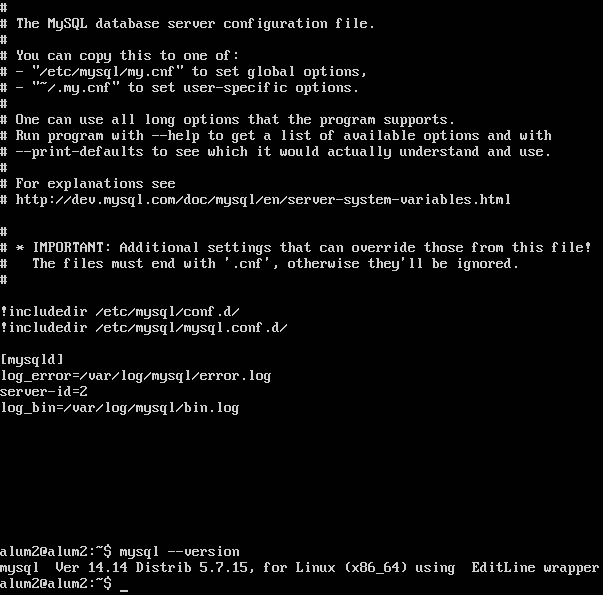 #
# The MySQL database server configuration file.
#
# You can copy this to one of:
# - "/etc/mysql/my.cnf" to set global options,
# - "~/.my.cnf" to set user-specific options.
#
# One can use all long options that the program supports.
# Run program with --help to get a list of available options and with
# --print-defaults to see which it would actually understand and use.
#
# For explanations see
# http://dev.mysql.com/doc/mysql/en/server-system-variables.html
#
# * IMPORTANT: Additional settings that can override those from this file!
#   The files must end with '.cnf', otherwise they'll be ignored.
#
!includedir /etc/mysql/conf.d/
!includedir /etc/mysql/mysql.conf.d/
[mysqld]
log_error=/var/log/mysql/error.log
server-id=2
log_bin=/var/log/mysql/bin.log
alum2@alum2:~$ mysql --version
mysql  Ver 14.14 Distrib 5.7.15, for Linux (x86_64) using  EditLine wrapper
alum2@alum2:~$ _